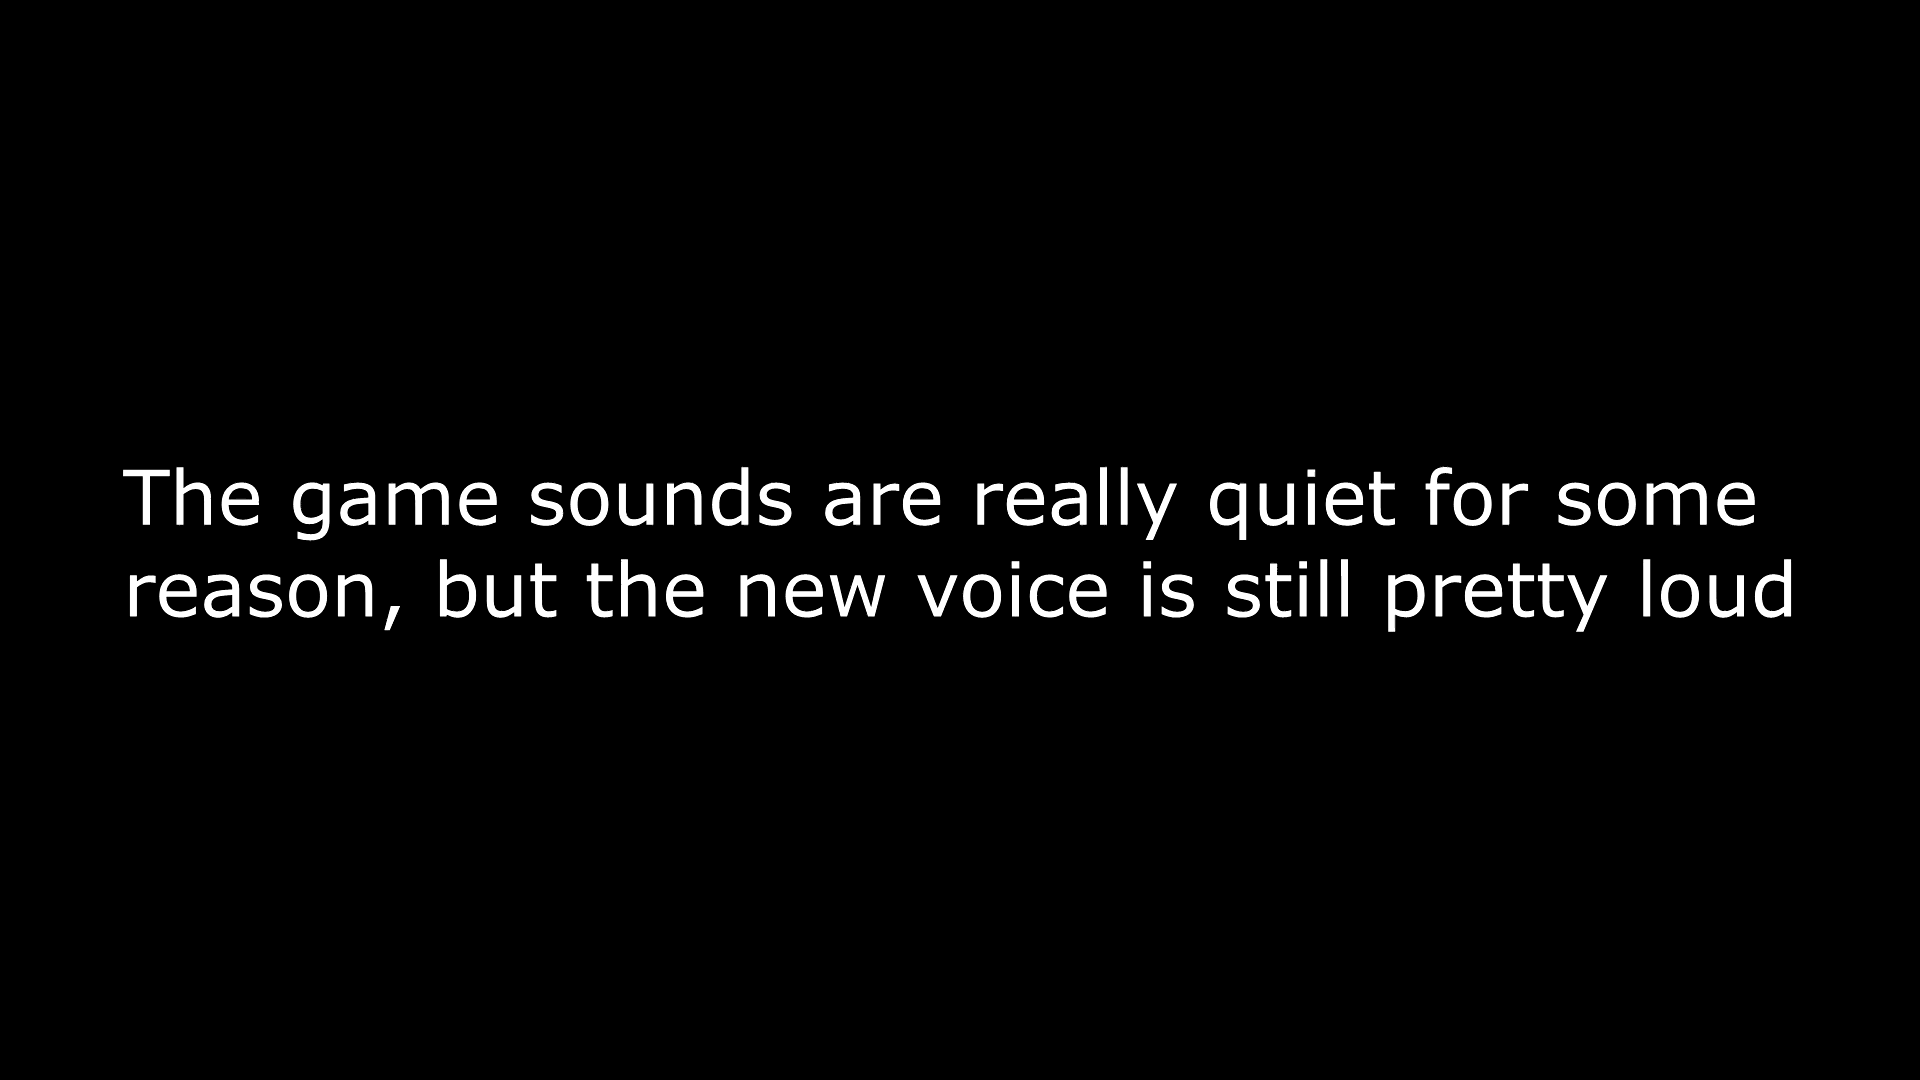 The game sounds are really quiet for some
reason, but the new voice is still pretty loud